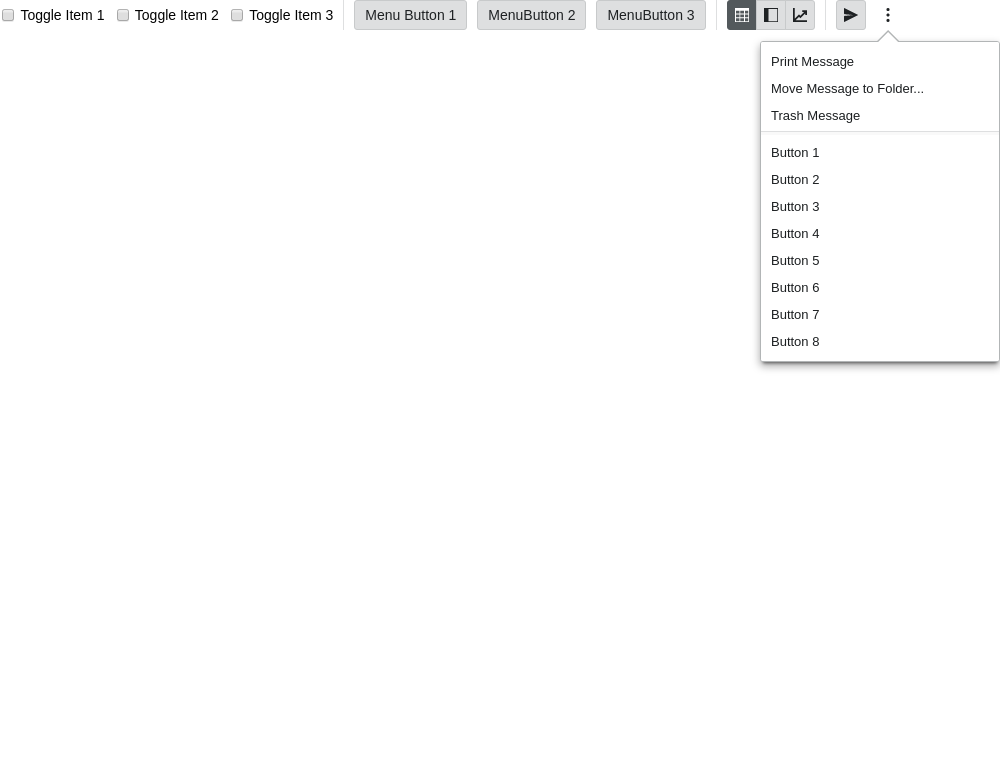 Toggle Item 1 Toggle Item 2 Toggle Item 3 Menu Button 1 MenuButton 2 MenuButton 3
Print Message
Move Message to Folder...
Trash Message
Button 1
Button 2
Button 3
Button 4
Button 5
Button 6
Button 7
Button 8